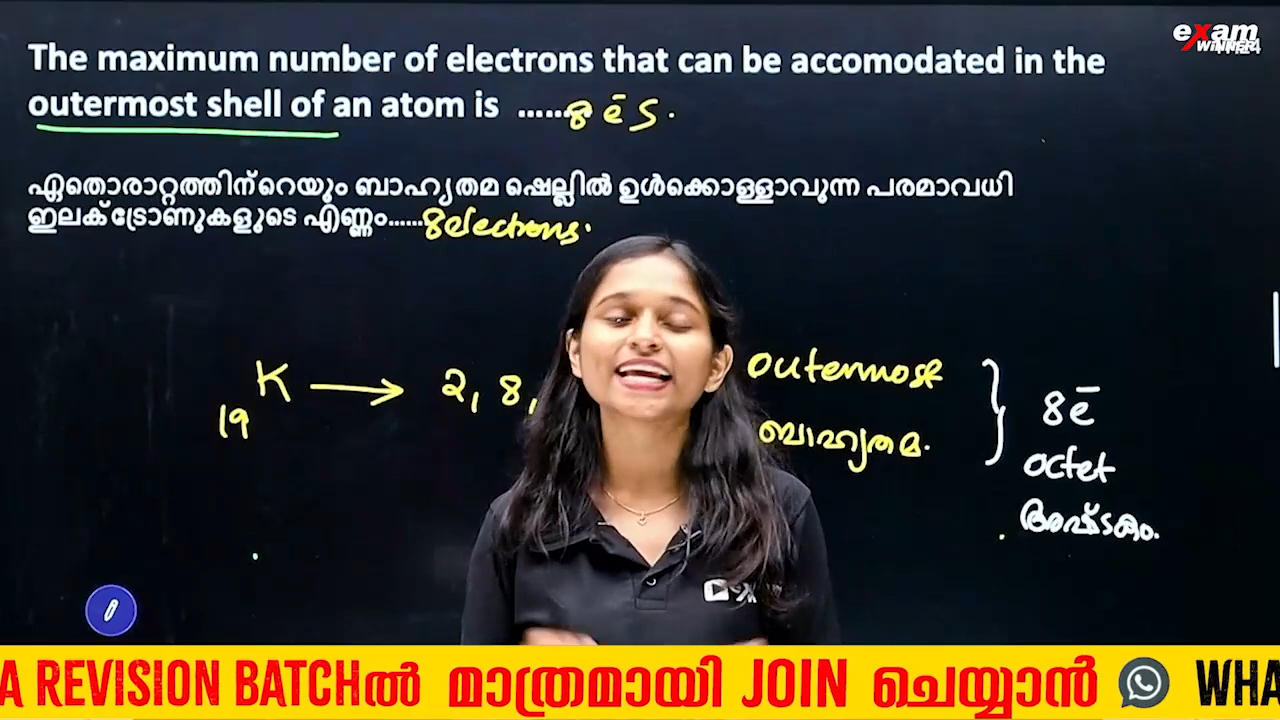 exam
WINNER
The maximum number of electrons that can be accomodated in the
outermost shell of an atom is ......8 ē s.
ഏതൊരാറ്റത്തിന്റെയും ബാഹ്യതമ ഷെല്ലിൽ ഉൾക്കൊള്ളാവുന്ന പരമാവധി
ഇലക്ട്രോണുകളുടെ എണ്ണം......8electrons.
19 K → 2, 8,
outermost
ബാഹ്യതമ.
8ē
octet
അഷ്ടകം.
A REVISION BATCHൽ മാത്രമായി JOIN ചെയ്യാൻ WHA